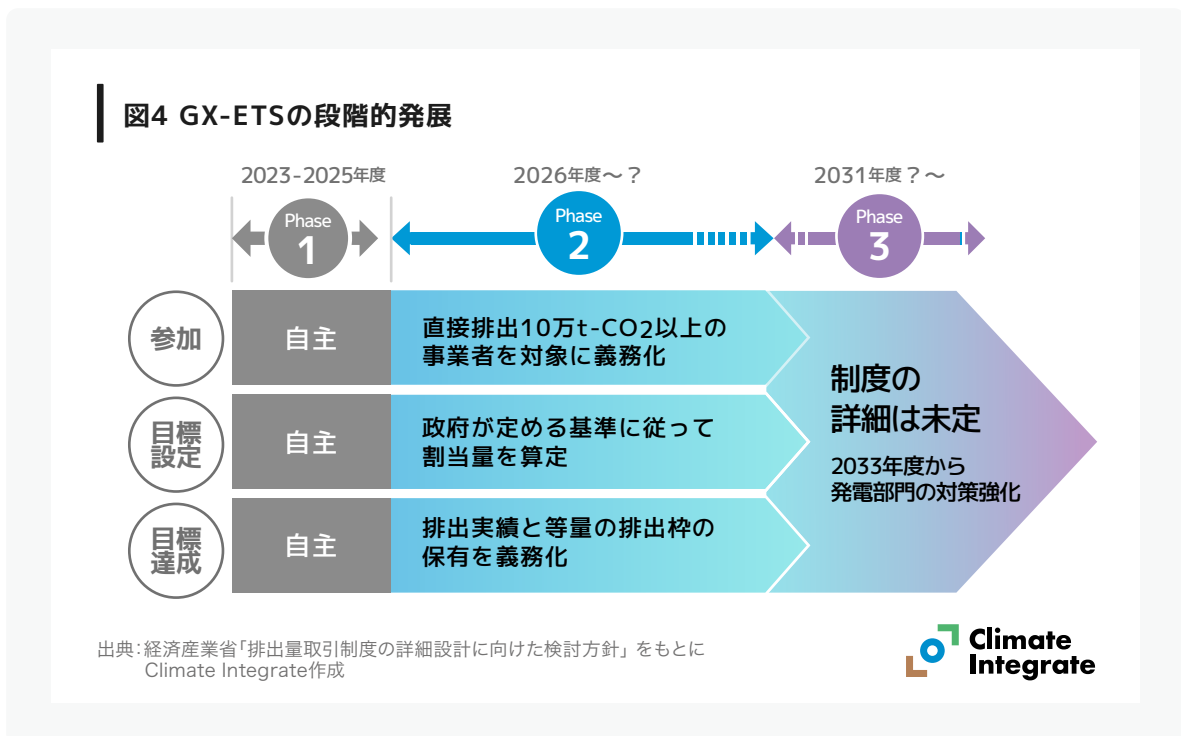 図4 GX-ETSの段階的発展
2023-2025年度
2026年度〜?
2031年度?〜
Phase
1
Phase
2
Phase
3
参加
自主
直接排出10万t-CO2以上の
事業者を対象に義務化
目標
設定
自主
政府が定める基準に従って
割当量を算定
目標
達成
自主
排出実績と等量の排出枠の
保有を義務化
制度の
詳細は未定
2033年度から
発電部門の対策強化
出典:経済産業省「排出量取引制度の詳細設計に向けた検討方針」をもとに
Climate Integrate作成
Climate
Integrate